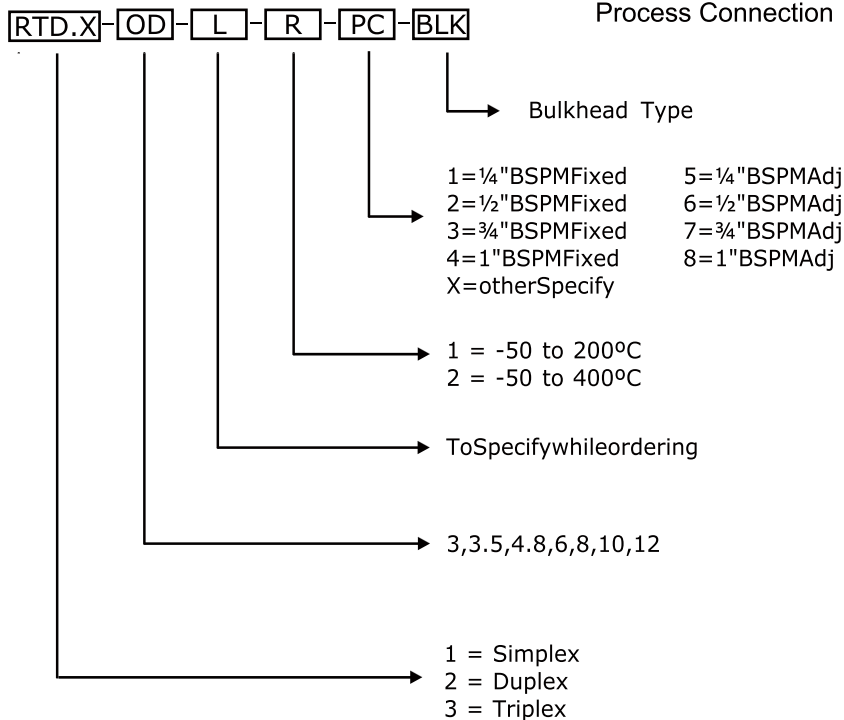 Process Connection
RTD.X-OD-L-R-PC-BLK
Bulkhead Type
1=¼"BSPMFixed 5=¼"BSPMAdj
2=½"BSPMFixed 6=½"BSPMAdj
3=¾"BSPMFixed 7=¾"BSPMAdj
4=1"BSPMFixed 8=1"BSPMAdj
X=otherSpecify
1 = -50 to 200ºC
2 = -50 to 400ºC
ToSpecifywhileordering
3,3.5,4.8,6,8,10,12
1 = Simplex
2 = Duplex
3 = Triplex